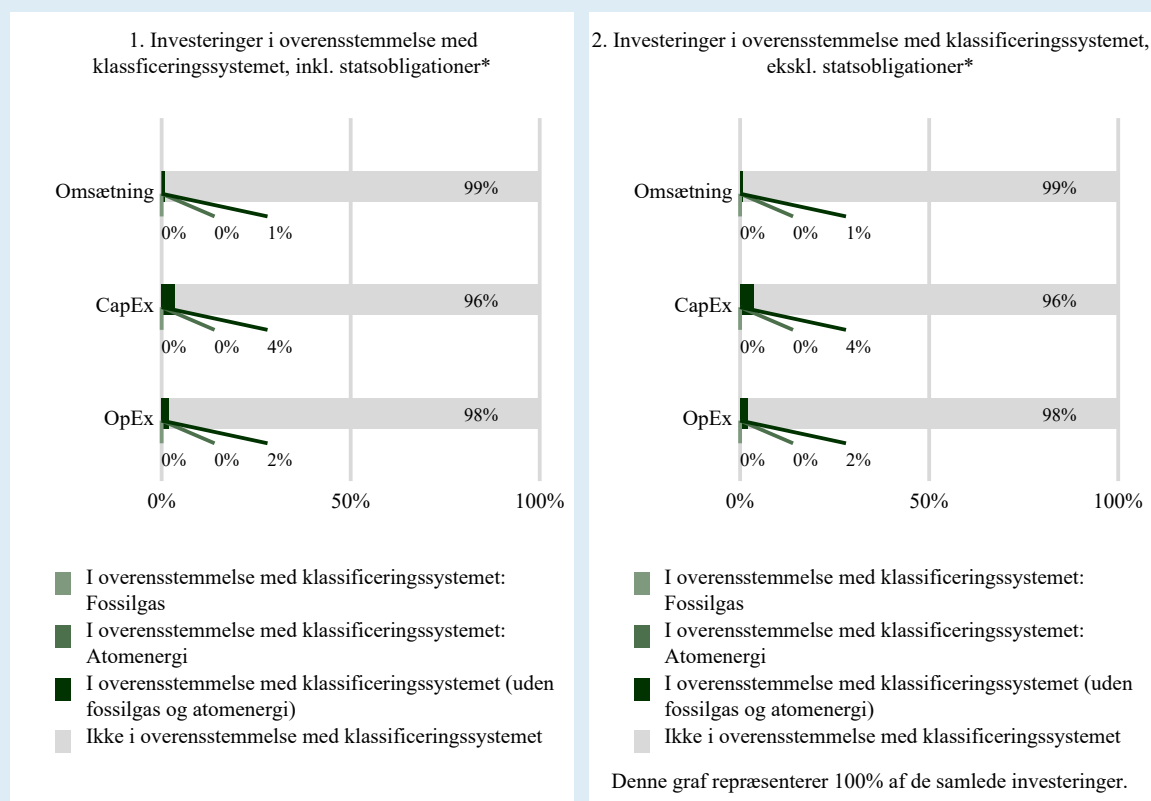 1. Investeringer i overensstemmelse med
klassficeringssystemet, inkl. statsobligationer*
Omsætning
99%
0% 0% 1%
CapEx
96%
0% 0% 4%
OpEx
98%
0% 0% 2%
0% 50% 100%
I overensstemmelse med klassificeringssystemet:
Fossilgas
I overensstemmelse med klassificeringssystemet:
Atomenergi
I overensstemmelse med klassificeringssystemet (uden
fossilgas og atomenergi)
Ikke i overensstemmelse med klassificeringssystemet
2. Investeringer i overensstemmelse med klassificeringssystemet,
ekskl. statsobligationer*
Omsætning
99%
0% 0% 1%
CapEx
96%
0% 0% 4%
OpEx
98%
0% 0% 2%
0% 50% 100%
I overensstemmelse med klassificeringssystemet:
Fossilgas
I overensstemmelse med klassificeringssystemet:
Atomenergi
I overensstemmelse med klassificeringssystemet (uden
fossilgas og atomenergi)
Ikke i overensstemmelse med klassificeringssystemet
Denne graf repræsenterer 100% af de samlede investeringer.